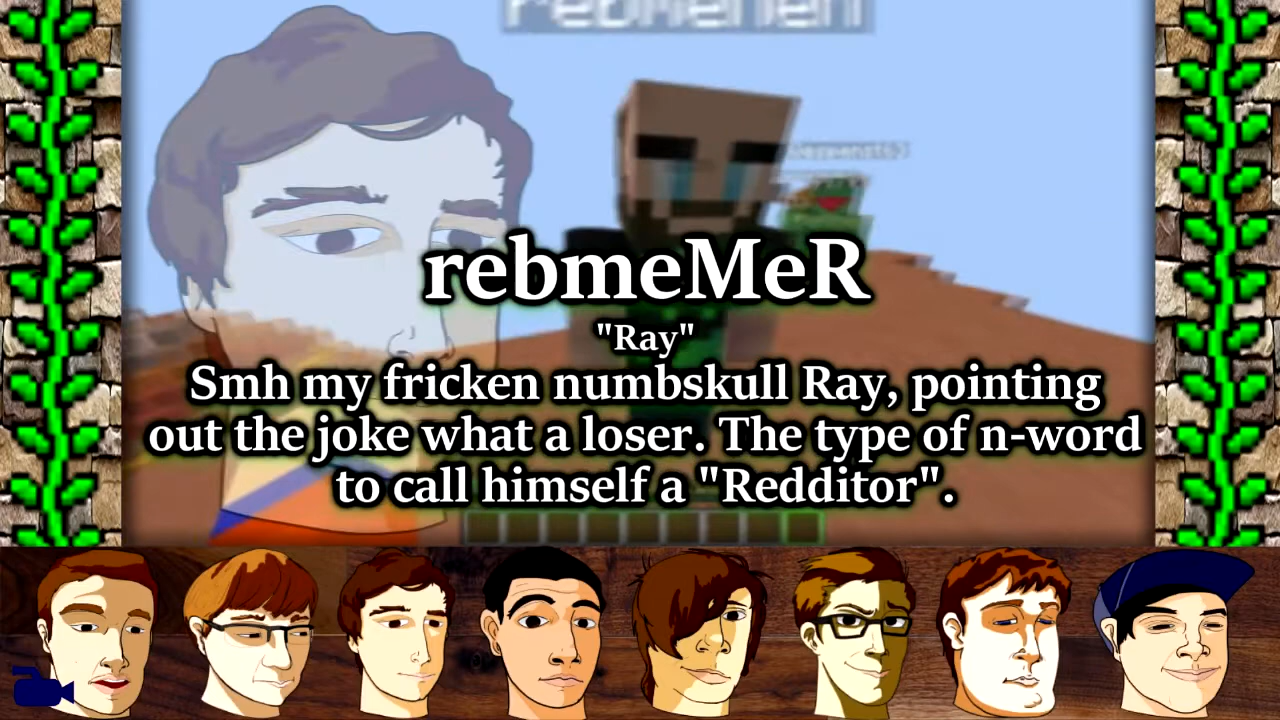 rebmeMeR
"Ray"
Smh my fricken numbskull Ray, pointing
out the joke what a loser. The type of n-word
to call himself a "Redditor".